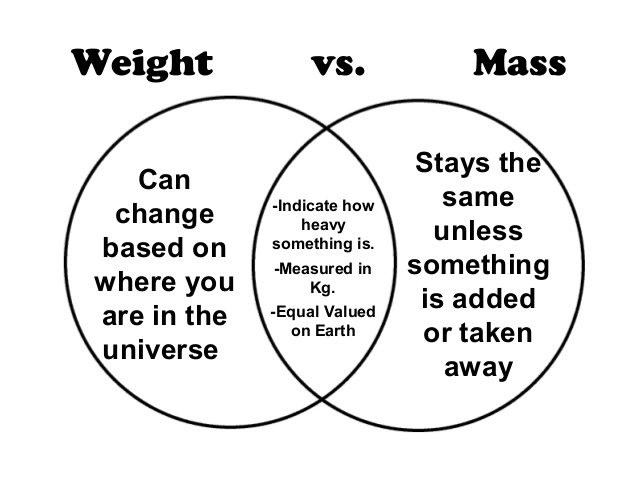 Weight vs. Mass
Can
change
based on
where you
are in the
universe
-Indicate how
heavy
something is.
-Measured in
Kg.
-Equal Valued
on Earth
Stays the
same
unless
something
is added
or taken
away